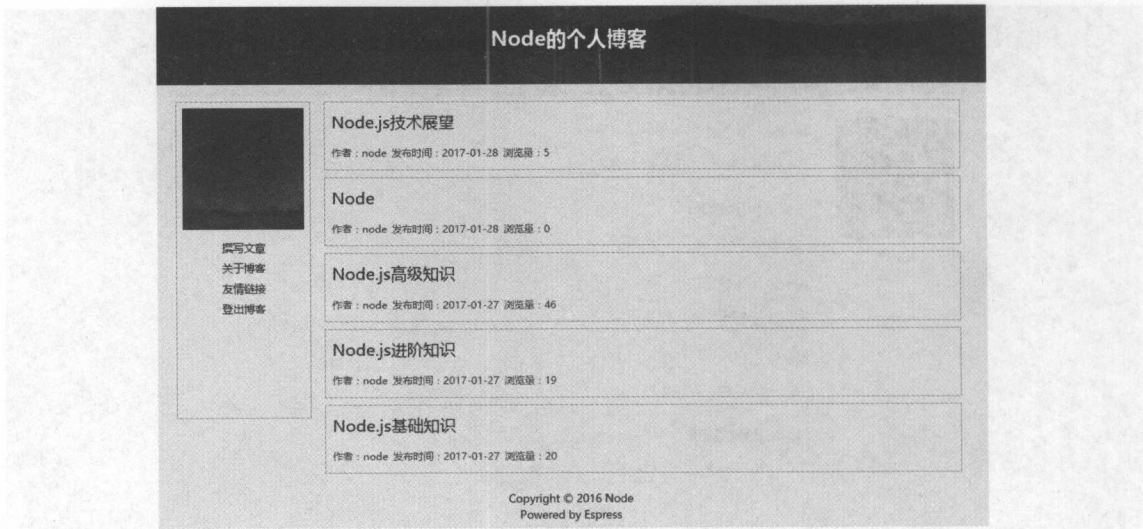 Node的个人博客
撰写文章
关于博客
友情链接
登出博客
Node.js技术展望
作者：node 发布时间：2017-01-28 浏览量：5
Node
作者：node 发布时间：2017-01-28 浏览量：0
Node.js高级知识
作者：node 发布时间：2017-01-27 浏览量：46
Node.js进阶知识
作者：node 发布时间：2017-01-27 浏览量：19
Node.js基础知识
作者：node 发布时间：2017-01-27 浏览量：20
Copyright © 2016 Node
Powered by Espress